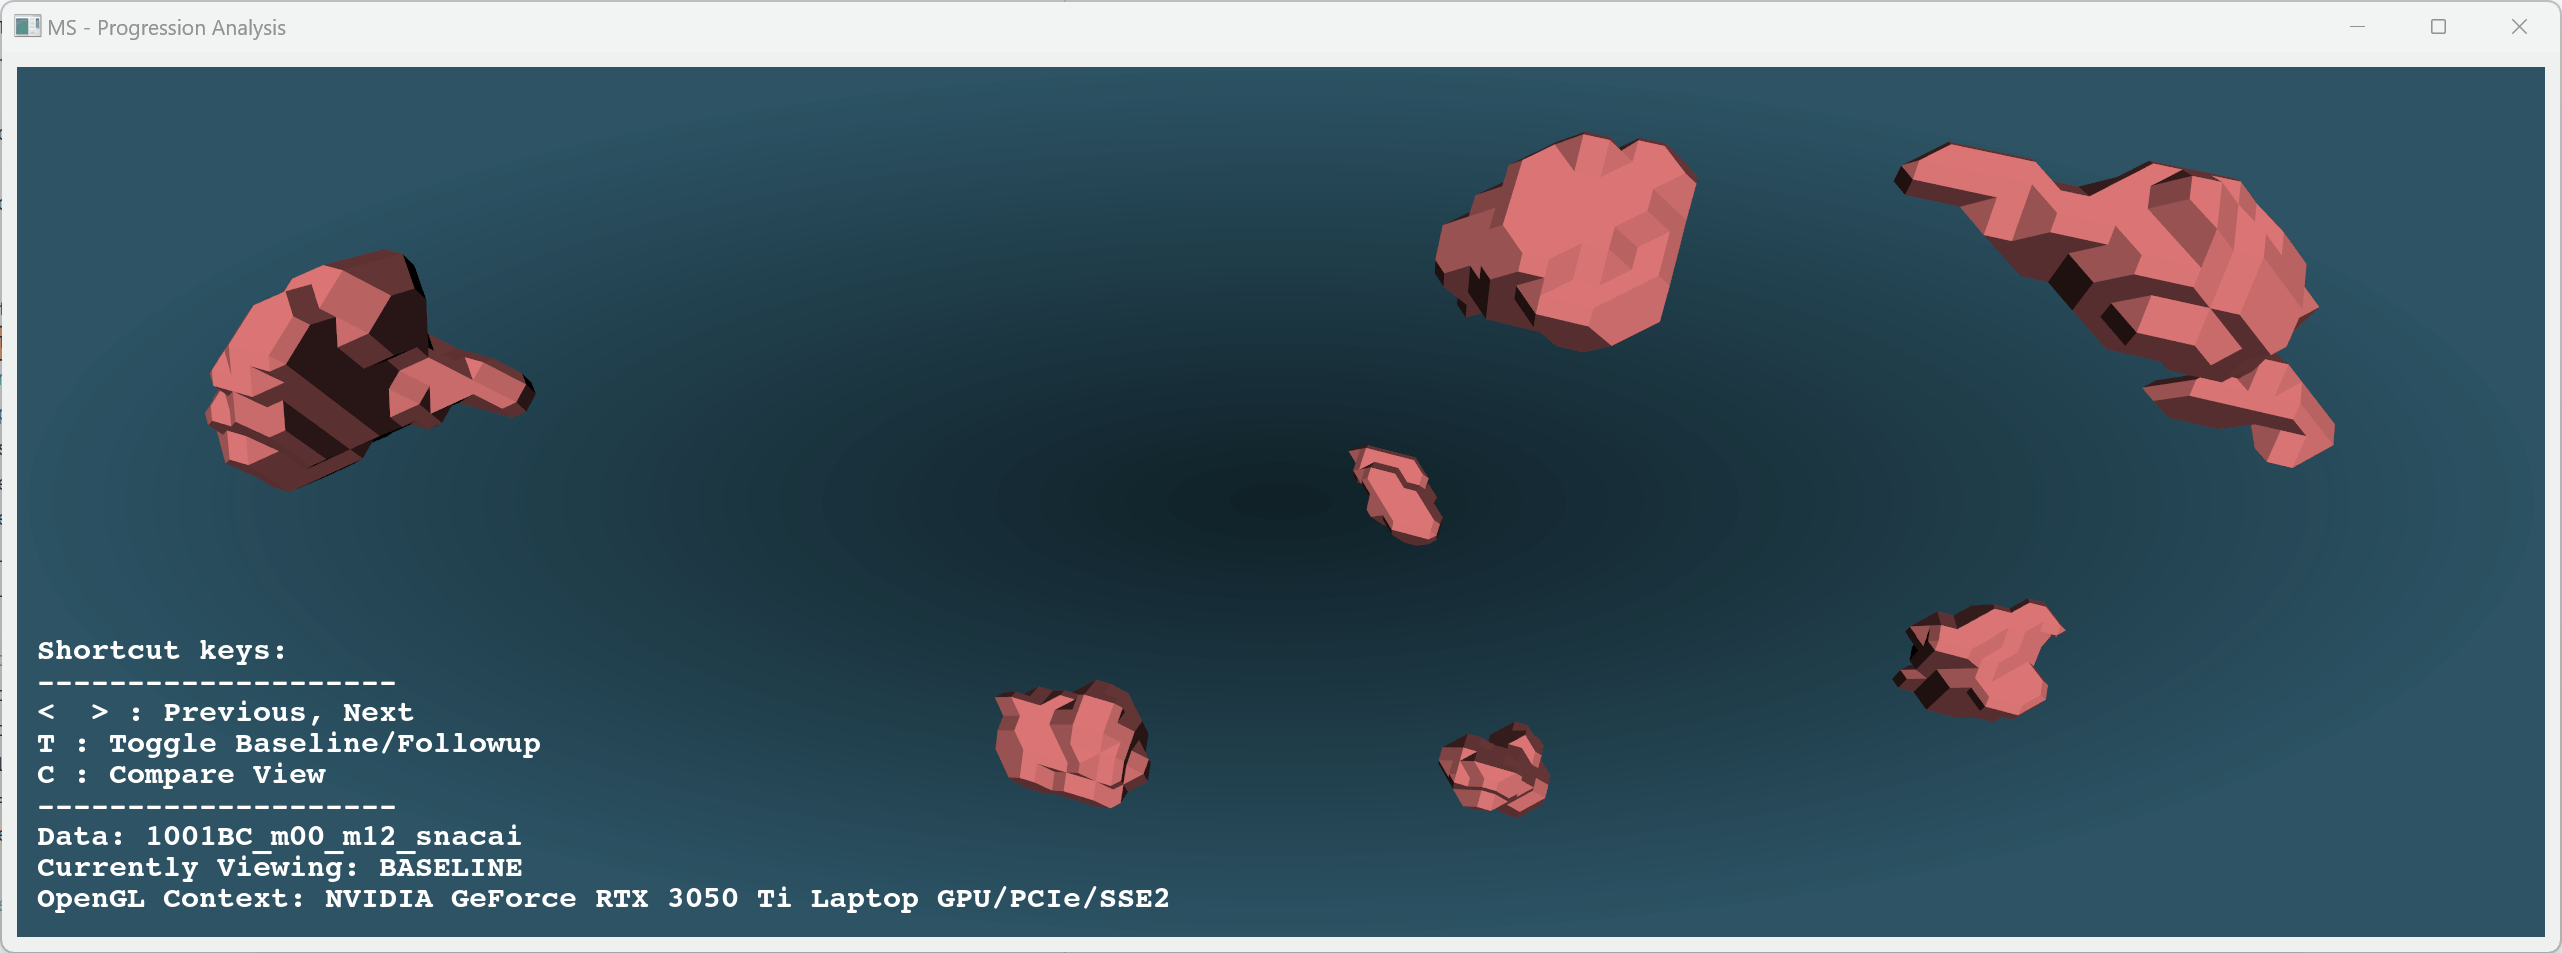 MS - Progression Analysis
Shortcut keys:
--------------------
<  > : Previous, Next
T : Toggle Baseline/Followup
C : Compare View
--------------------
Data: 1001BC_m00_m12_snacai
Currently Viewing: BASELINE
OpenGL Context: NVIDIA GeForce RTX 3050 Ti Laptop GPU/PCIe/SSE2